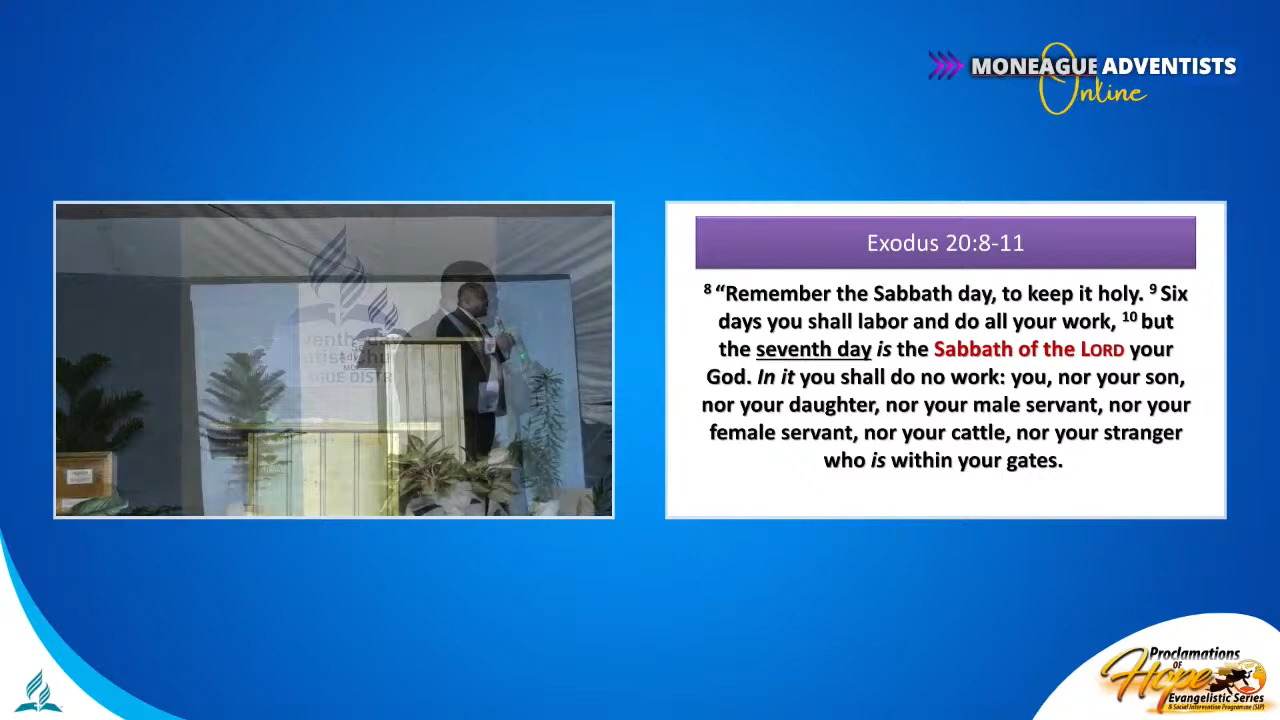 MONEAGUE ADVENTISTS
Online
Exodus 20:8-11
8 “Remember the Sabbath day, to keep it holy. 9 Six
days you shall labor and do all your work, 10 but
the seventh day is the Sabbath of the LORD your
God. In it you shall do no work: you, nor your son,
nor your daughter, nor your male servant, nor your
female servant, nor your cattle, nor your stranger
who is within your gates.
Proclamations
OF
Hope
Evangelistic Series
& Social Intervention Programme (SIP)